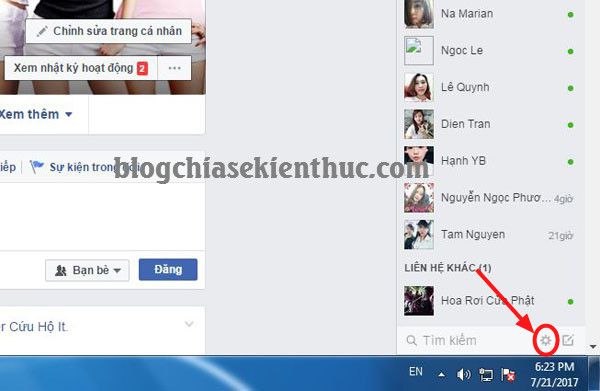 Chỉnh sửa trang cá nhân
Xem nhật ký hoạt động 2 ...
Xem thêm
iếp Sự kiện trong đời
blogchiasekienthuc.com
Bạn bè Đăng
r Cứu Hộ It.
Na Marian
Ngoc Le
Lê Quynh
Dien Tran
Hạnh YB
Nguyễn Ngọc Phươ... 4giờ
Tam Nguyen 21giờ
LIÊN HỆ KHÁC (1)
Hoa Rơi Cửa Phật
Tìm kiếm
EN
6:23 PM
7/21/2017